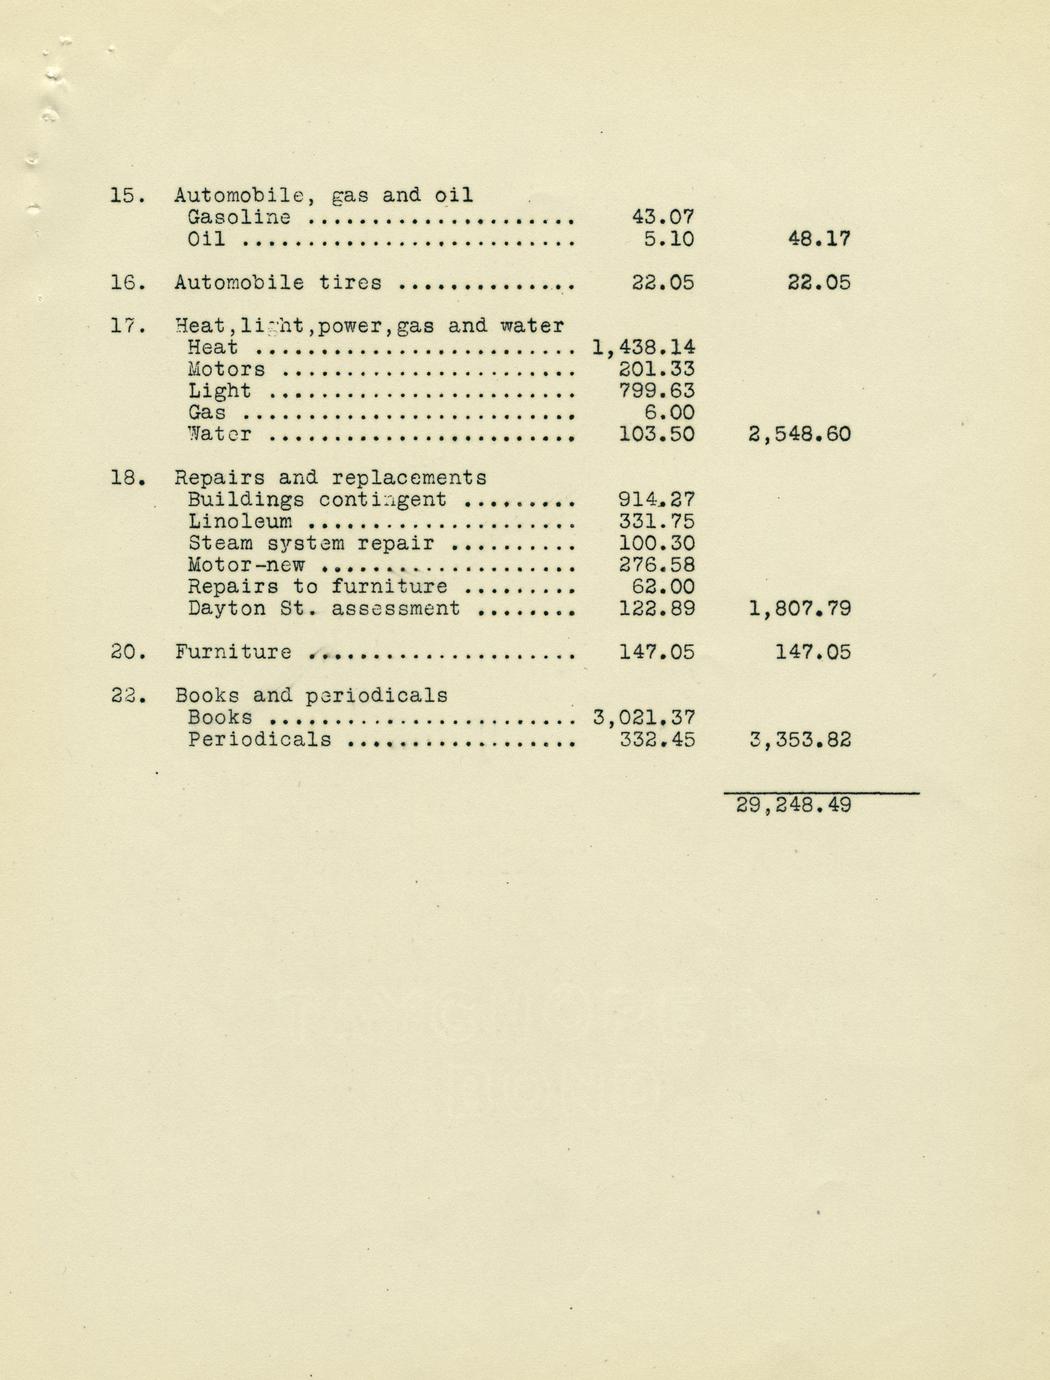 15. Automobile, gas and oil
Gasoline ..................... 43.07
Oil .......................... 5.10 48.17
16. Automobile tires .............. 22.05 22.05
17. Heat,light,power,gas and water
Heat ......................... 1,438.14
Motors ....................... 201.33
Light ........................ 799.63
Gas .......................... 6.00
Water ........................ 103.50 2,548.60
18. Repairs and replacements
Buildings contingent ......... 914.27
Linoleum ..................... 331.75
Steam system repair .......... 100.30
Motor-new .................... 276.58
Repairs to furniture ......... 62.00
Dayton St. assessment ........ 122.89 1,807.79
20. Furniture ..................... 147.05 147.05
22. Books and periodicals
Books ........................ 3,021.37
Periodicals .................. 332.45 3,353.82
29,248.49